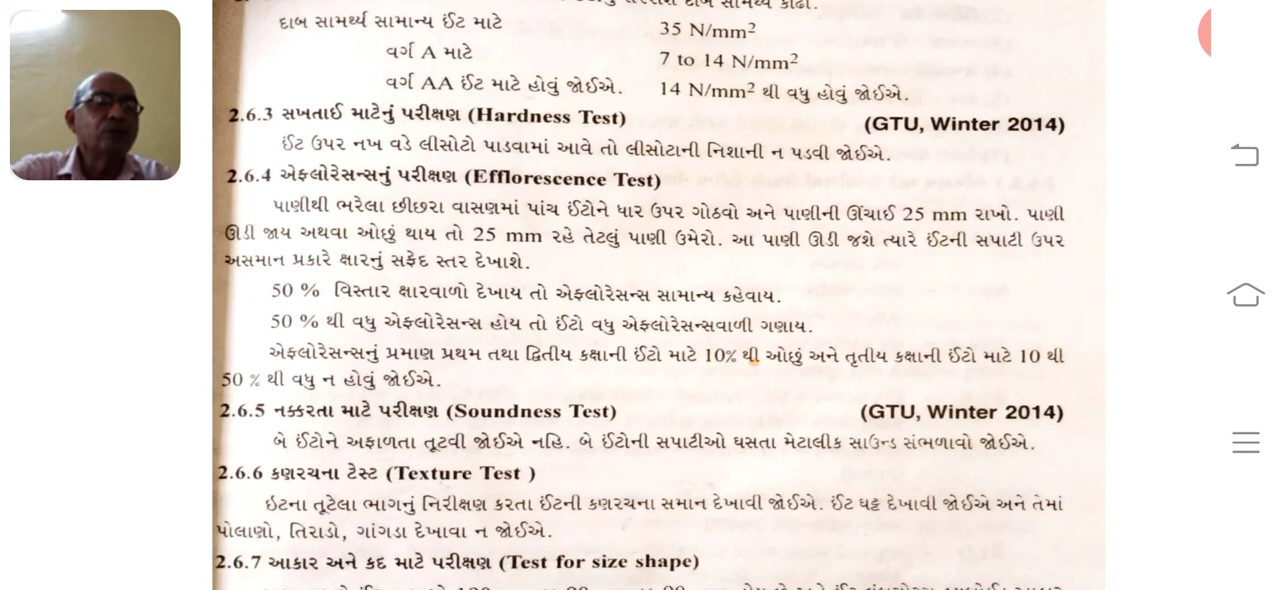 દાબ સામર્થ્ય કાઢો.
દાબ સામર્થ્ય સામાન્ય ઈંટ માટે 35 N/mm²
વર્ગ A માટે 7 to 14 N/mm²
વર્ગ AA ઈંટ માટે હોવું જોઈએ. 14 N/mm² થી વધુ હોવું જોઈએ.
2.6.3 સખતાઈ માટેનું પરીક્ષણ (Hardness Test) (GTU, Winter 2014)
ઈંટ ઉપર નખ વડે લીસોટો પાડવામાં આવે તો લીસોટાની નિશાની ન પડવી જોઈએ.
2.6.4 એફ્લોરેસન્સનું પરીક્ષણ (Efflorescence Test)
પાણીથી ભરેલા છીછરા વાસણમાં પાંચ ઈંટોને ધાર ઉપર ગોઠવો અને પાણીની ઊંચાઈ 25 mm રાખો. પાણી
ઊડી જાય અથવા ઓછું થાય તો 25 mm રહે તેટલું પાણી ઉમેરો. આ પાણી ઊડી જશે ત્યારે ઈંટની સપાટી ઉપર
અસમાન પ્રકારે ક્ષારનું સફેદ સ્તર દેખાશે.
50 % વિસ્તાર ક્ષારવાળો દેખાય તો એફ્લોરેસન્સ સામાન્ય કહેવાય.
50 % થી વધુ એફ્લોરેસન્સ હોય તો ઈંટો વધુ એફ્લોરેસન્સવાળી ગણાય.
એફ્લોરેસન્સનું પ્રમાણ પ્રથમ તથા દ્વિતીય કક્ષાની ઈંટો માટે 10% થી ઓછું અને તૃતીય કક્ષાની ઈંટો માટે 10 થી
50 % થી વધુ ન હોવું જોઈએ.
2.6.5 નક્કરતા માટે પરીક્ષણ (Soundness Test) (GTU, Winter 2014)
બે ઈંટોને અફાળતા તૂટવી જોઈએ નહિ. બે ઈંટોની સપાટીઓ ઘસતા મેટાલીક સાઉન્ડ સંભળાવો જોઈએ.
2.6.6 કણરચના ટેસ્ટ (Texture Test )
ઇટના તૂટેલા ભાગનું નિરીક્ષણ કરતા ઈંટની કણરચના સમાન દેખાવી જોઈએ. ઈંટ ઘટ્ટ દેખાવી જોઈએ અને તેમાં
પોલાણો, તિરાડો, ગાંગડા દેખાવા ન જોઈએ.
2.6.7 આકાર અને કદ માટે પરીક્ષણ (Test for size shape)